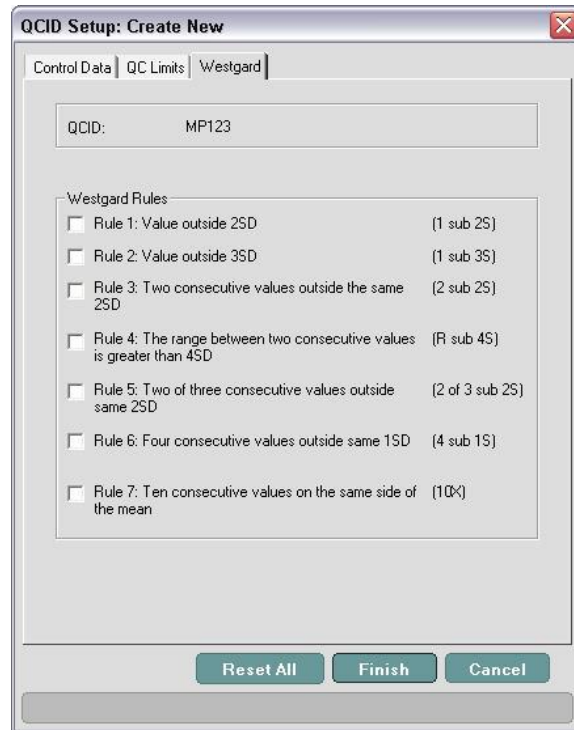 QCID Setup: Create New
Control Data QC Limits Westgard
QCID: MP123
Westgard Rules
Rule 1: Value outside 2SD (1 sub 2S)
Rule 2: Value outside 3SD (1 sub 3S)
Rule 3: Two consecutive values outside the same (2 sub 2S)
2SD
Rule 4: The range between two consecutive values (R sub 4S)
is greater than 4SD
Rule 5: Two of three consecutive values outside (2 of 3 sub 2S)
same 2SD
Rule 6: Four consecutive values outside same 1SD (4 sub 1S)
Rule 7: Ten consecutive values on the same side of (10X)
the mean
Reset All Finish Cancel